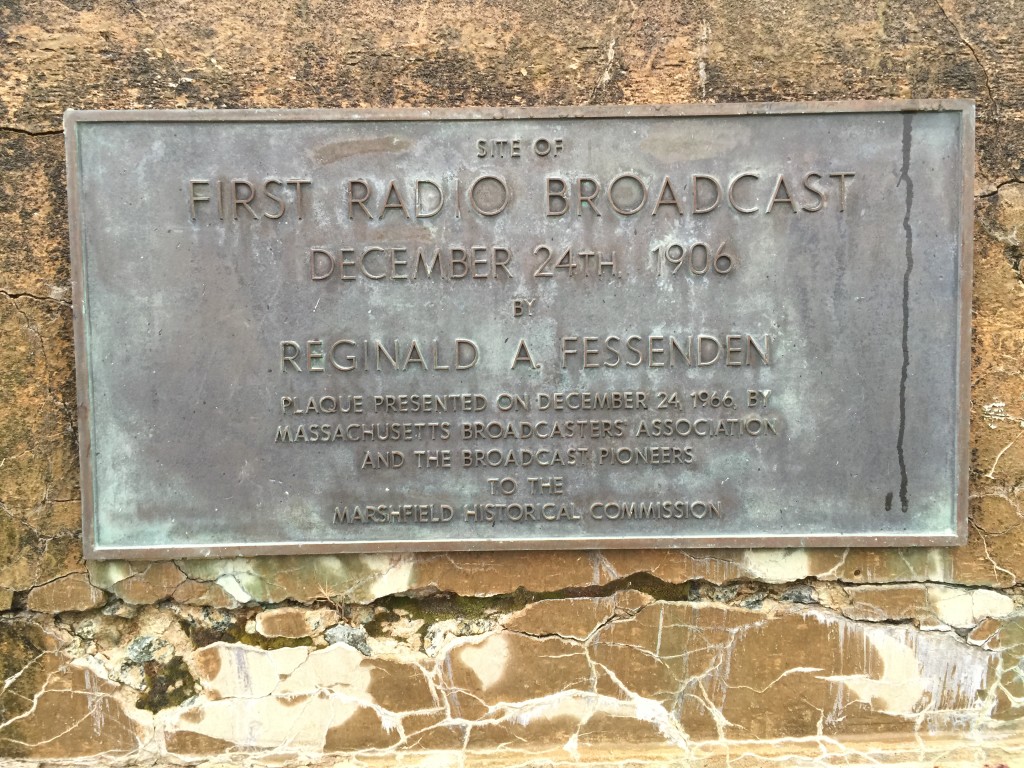 SITE OF
FIRST RADIO BROADCAST
DECEMBER 24TH, 1906
BY
REGINALD A. FESSENDEN
PLAQUE PRESENTED ON DECEMBER 24, 1966, BY
MASSACHUSETTS BROADCASTERS' ASSOCIATION
AND THE BROADCAST PIONEERS
TO THE
MARSHFIELD HISTORICAL COMMISSION